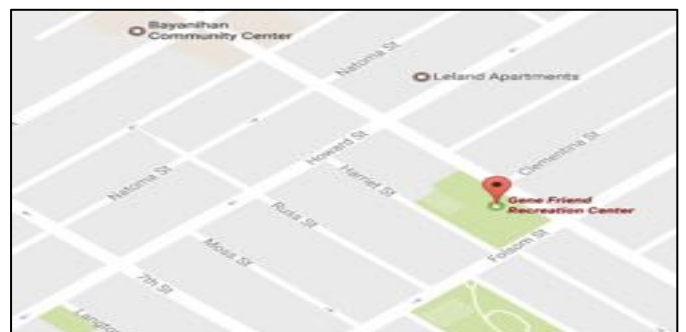 Bayanihan
Community Center
Natoma St
Leland Apartments
Howard St
Clementina St
Natoma St
Harriet St
Gene Friend
Recreation Center
Russ St
Folsom St
Moss St
7th St
Langto